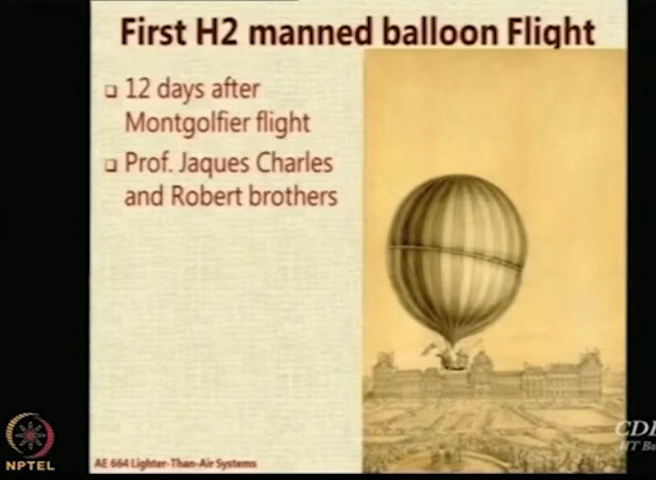 First H2 manned balloon Flight
12 days after
Montgolfier flight
Prof. Jaques Charles
and Robert brothers
NPTEL
AE 664 Lighter-Than-Air Systems